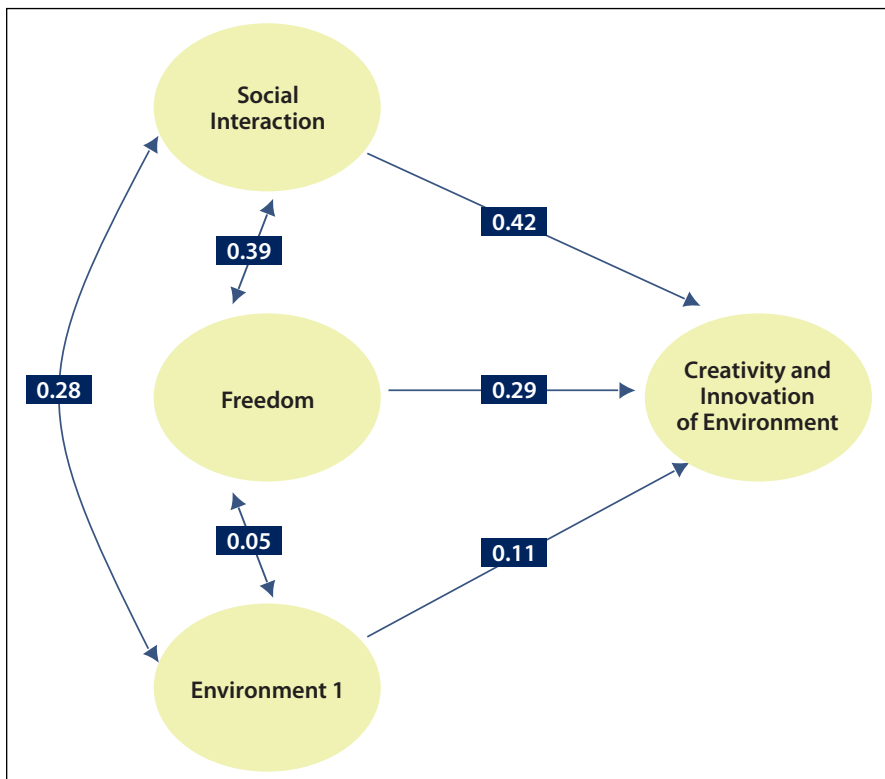 Social
Interaction
0.42
0.39
0.28
Freedom
0.29
Creativity and
Innovation
of Environment
0.05
0.11
Environment 1